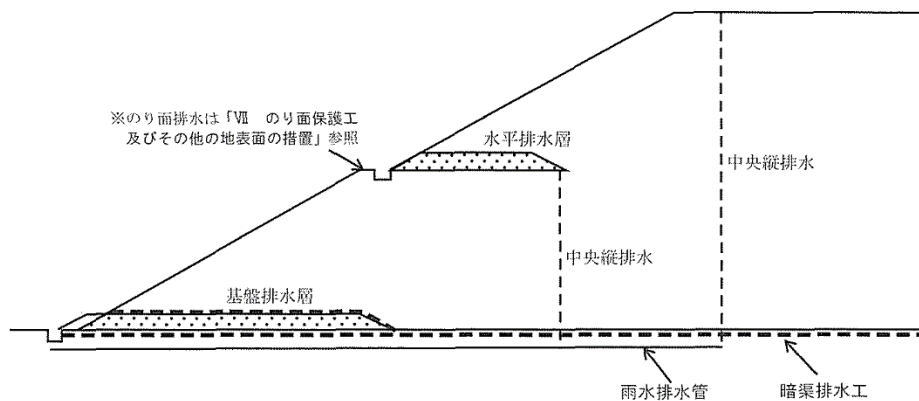 ※のり面排水は「Ⅶ　のり面保護工
及びその他の地表面の措置」参照
水平排水層
中央縦排水
中央縦排水
基盤排水層
雨水排水管
暗渠排水工